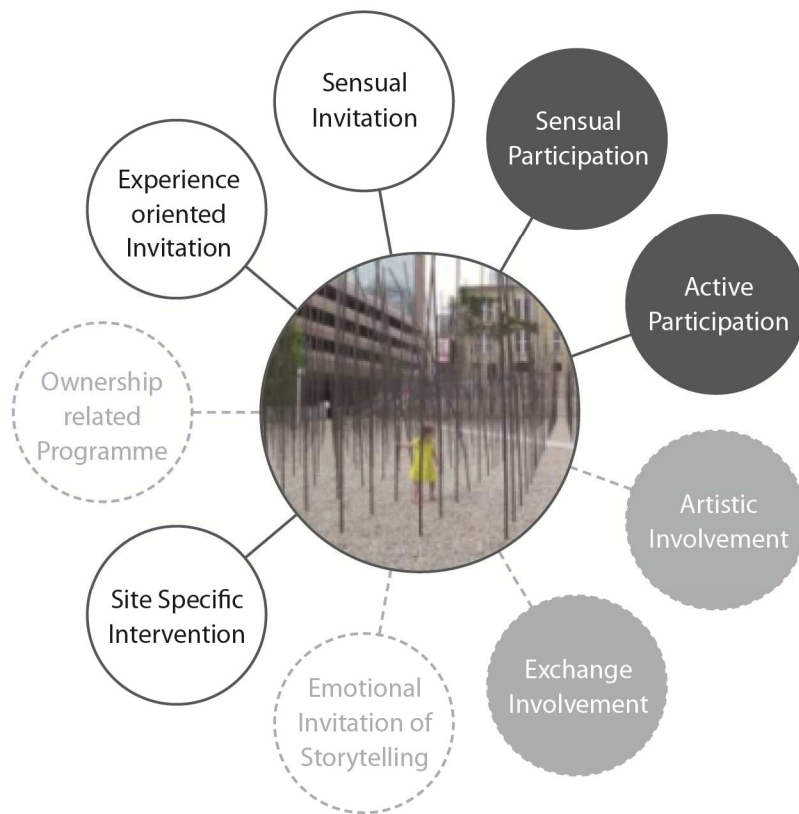 Sensual
Invitation
Sensual
Participation
Experience
oriented
Invitation
Active
Participation
Ownership
related
Programme
Artistic
Involvement
Site Specific
Intervention
Exchange
Involvement
Emotional
Invitation of
Storytelling